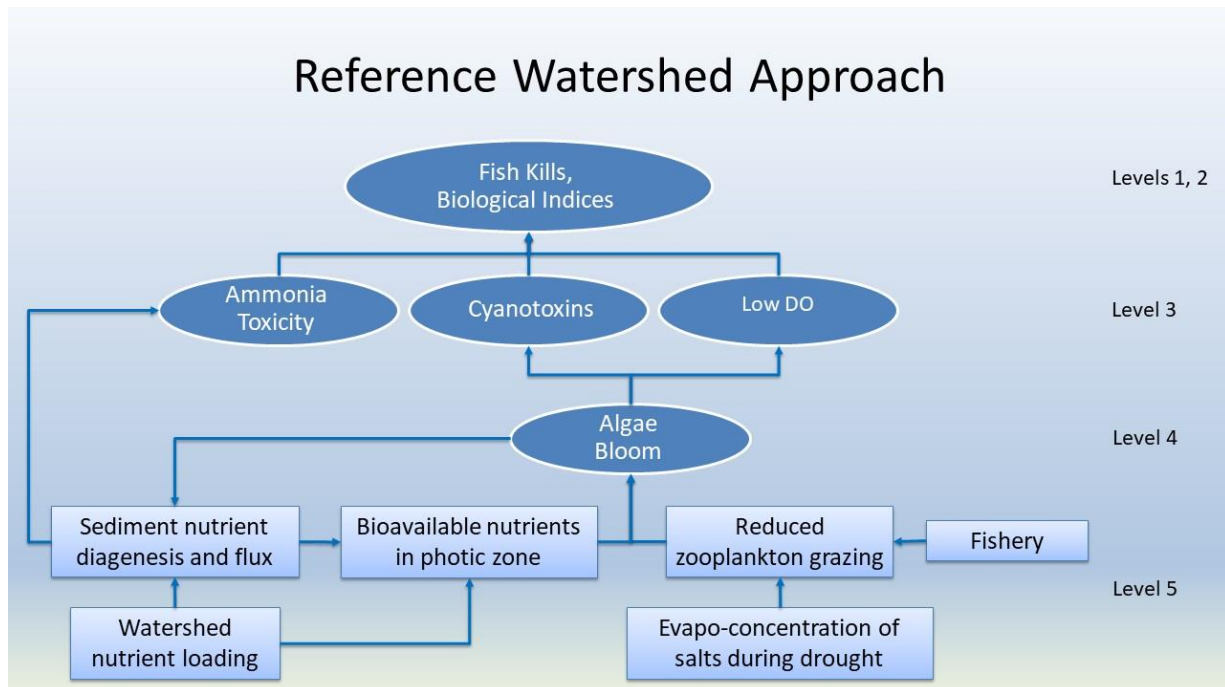 Reference Watershed Approach
Fish Kills,
Biological Indices
Levels 1, 2
Ammonia
Toxicity
Cyanotoxins
Low DO
Level 3
Algae
Bloom
Level 4
Sediment nutrient
diagenesis and flux
Bioavailable nutrients
in photic zone
Reduced
zooplankton grazing
Fishery
Level 5
Watershed
nutrient loading
Evapo-concentration of
salts during drought